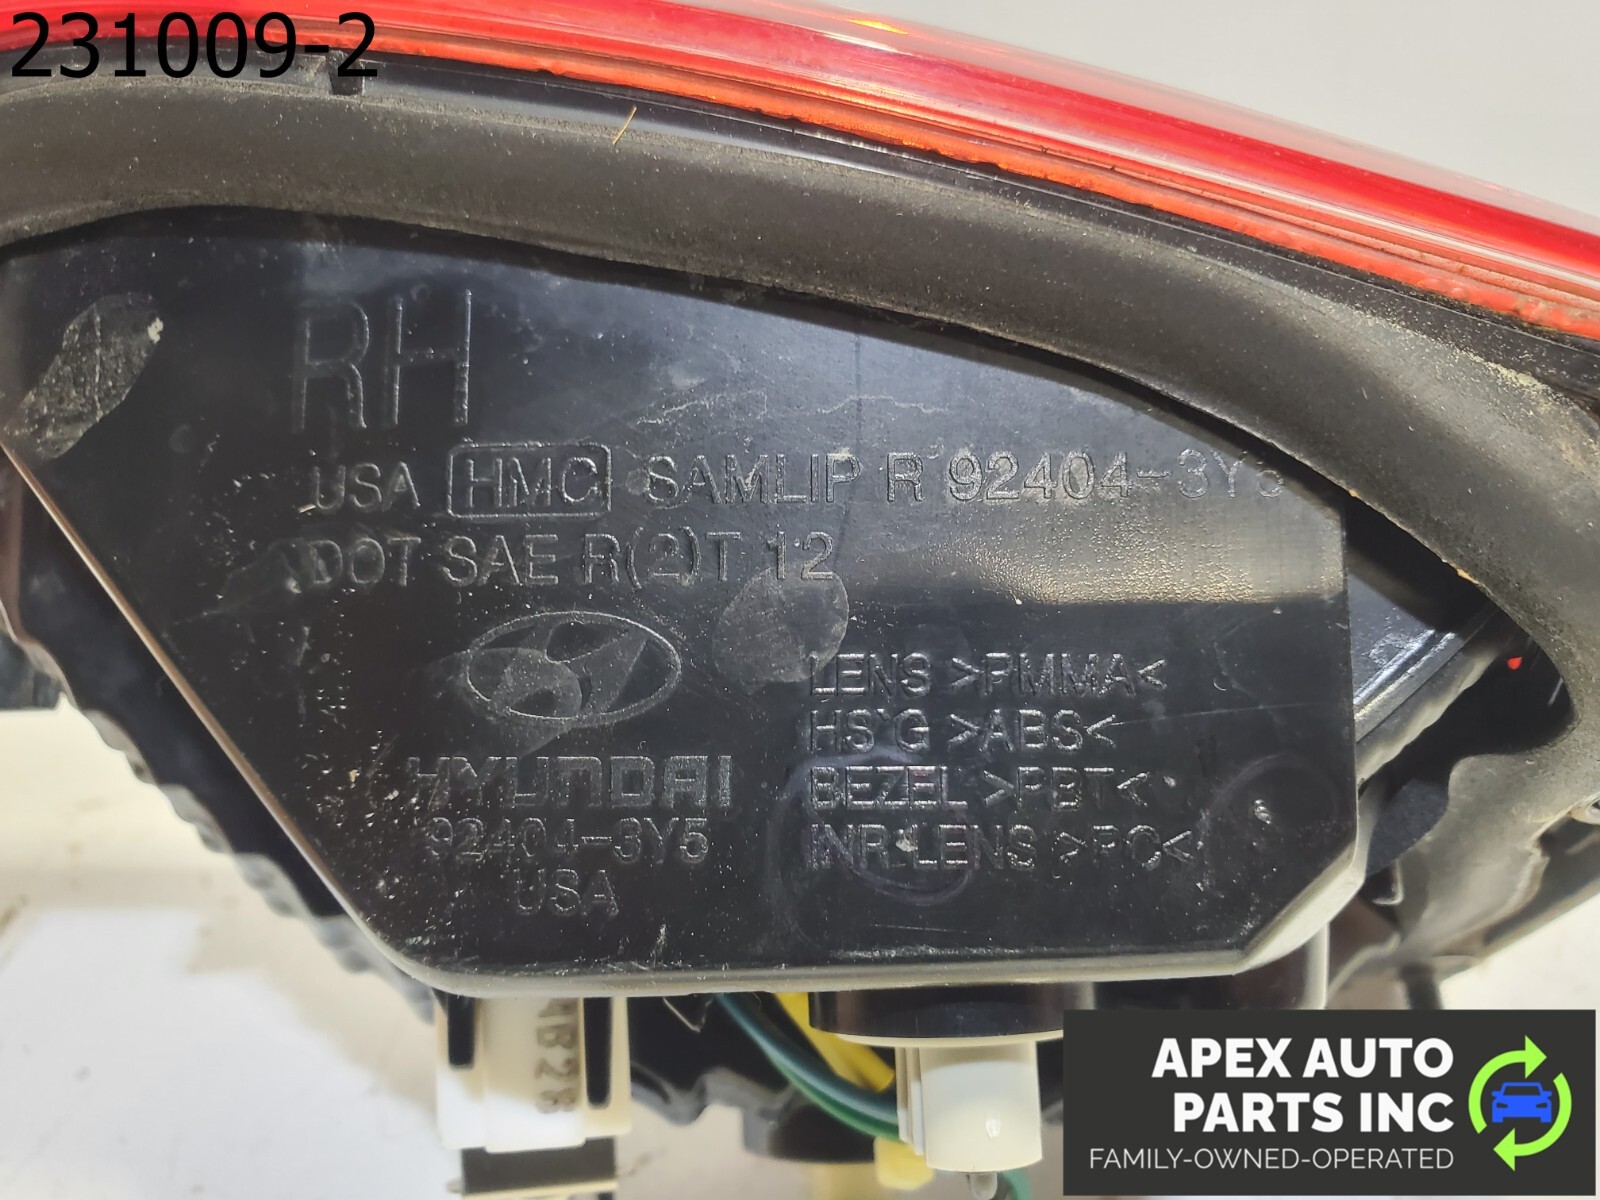 231009-2
RH
USA HMC SAMLIP R 92404-3Y5
DOT SAE R(2)T 12
LENS >PMMA<
HS'G >ABS<
BEZEL >PBT<
INR-LENS >PC<
HYUNDAI
92404-3Y5
USA
APEX AUTO
PARTS INC
FAMILY-OWNED-OPERATED